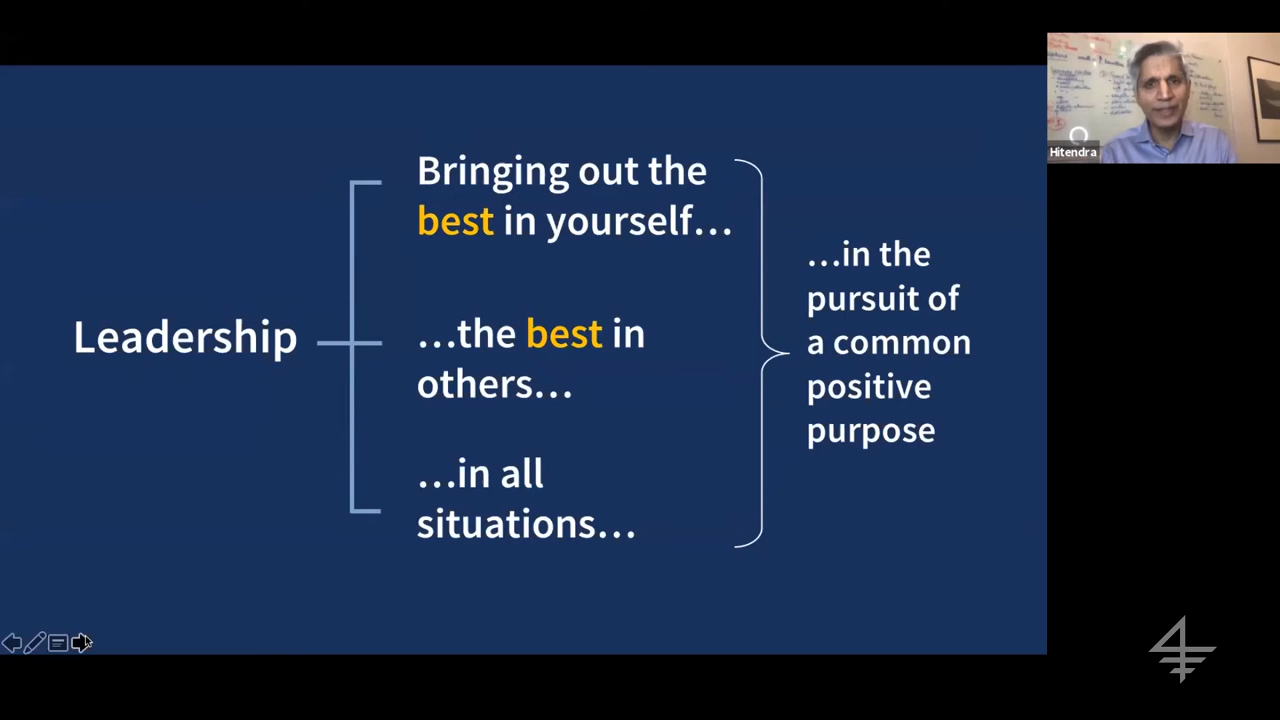 Leadership
Bringing out the
best in yourself…
…the best in
others…
…in all
situations…
…in the
pursuit of
a common
positive
purpose
Hitendra